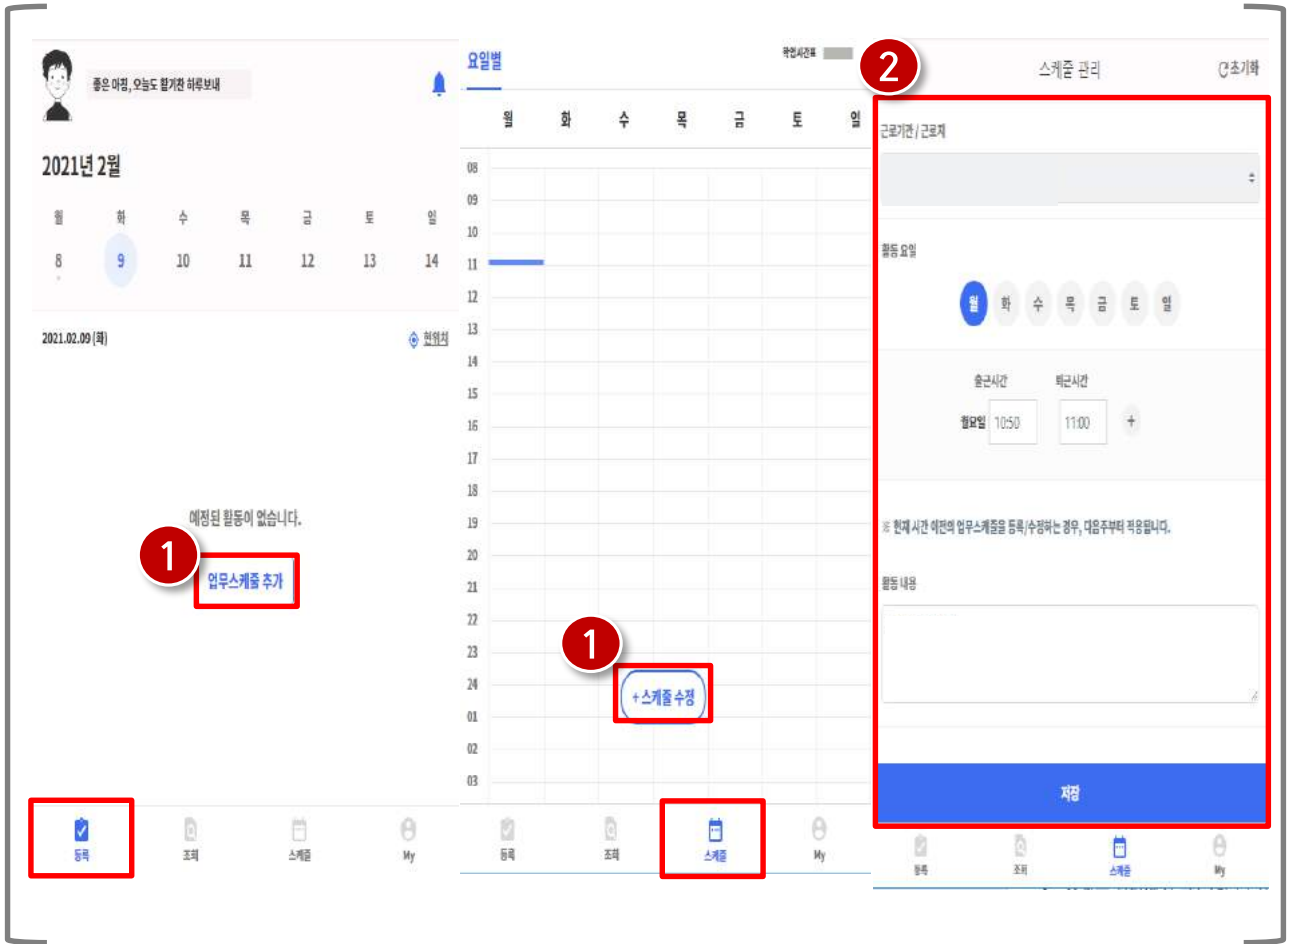 좋은 아침, 오늘도 활기찬 하루보내
2021년 2월
월 화 수 목 금 토 일
8 9 10 11 12 13 14
2021.02.09 (화)
현위치
예정된 활동이 없습니다.
1
업무스케줄 추가
등록 조회 스케줄 My
요일별
학업시간표
월 화 수 목 금 토 일
08
09
10
11
12
13
14
15
16
17
18
19
20
21
22
23
24
01
02
03
1
+ 스케줄 수정
등록 조회 스케줄 My
2
스케줄 관리
초기화
근로기관 / 근로지
활동 요일
월 화 수 목 금 토 일
출근시간 퇴근시간
월요일 10:50 11:00 +
※ 현재 시간 이전의 업무스케줄을 등록/수정하는 경우, 다음주부터 적용됩니다.
활동 내용
저장
등록 조회 스케줄 My